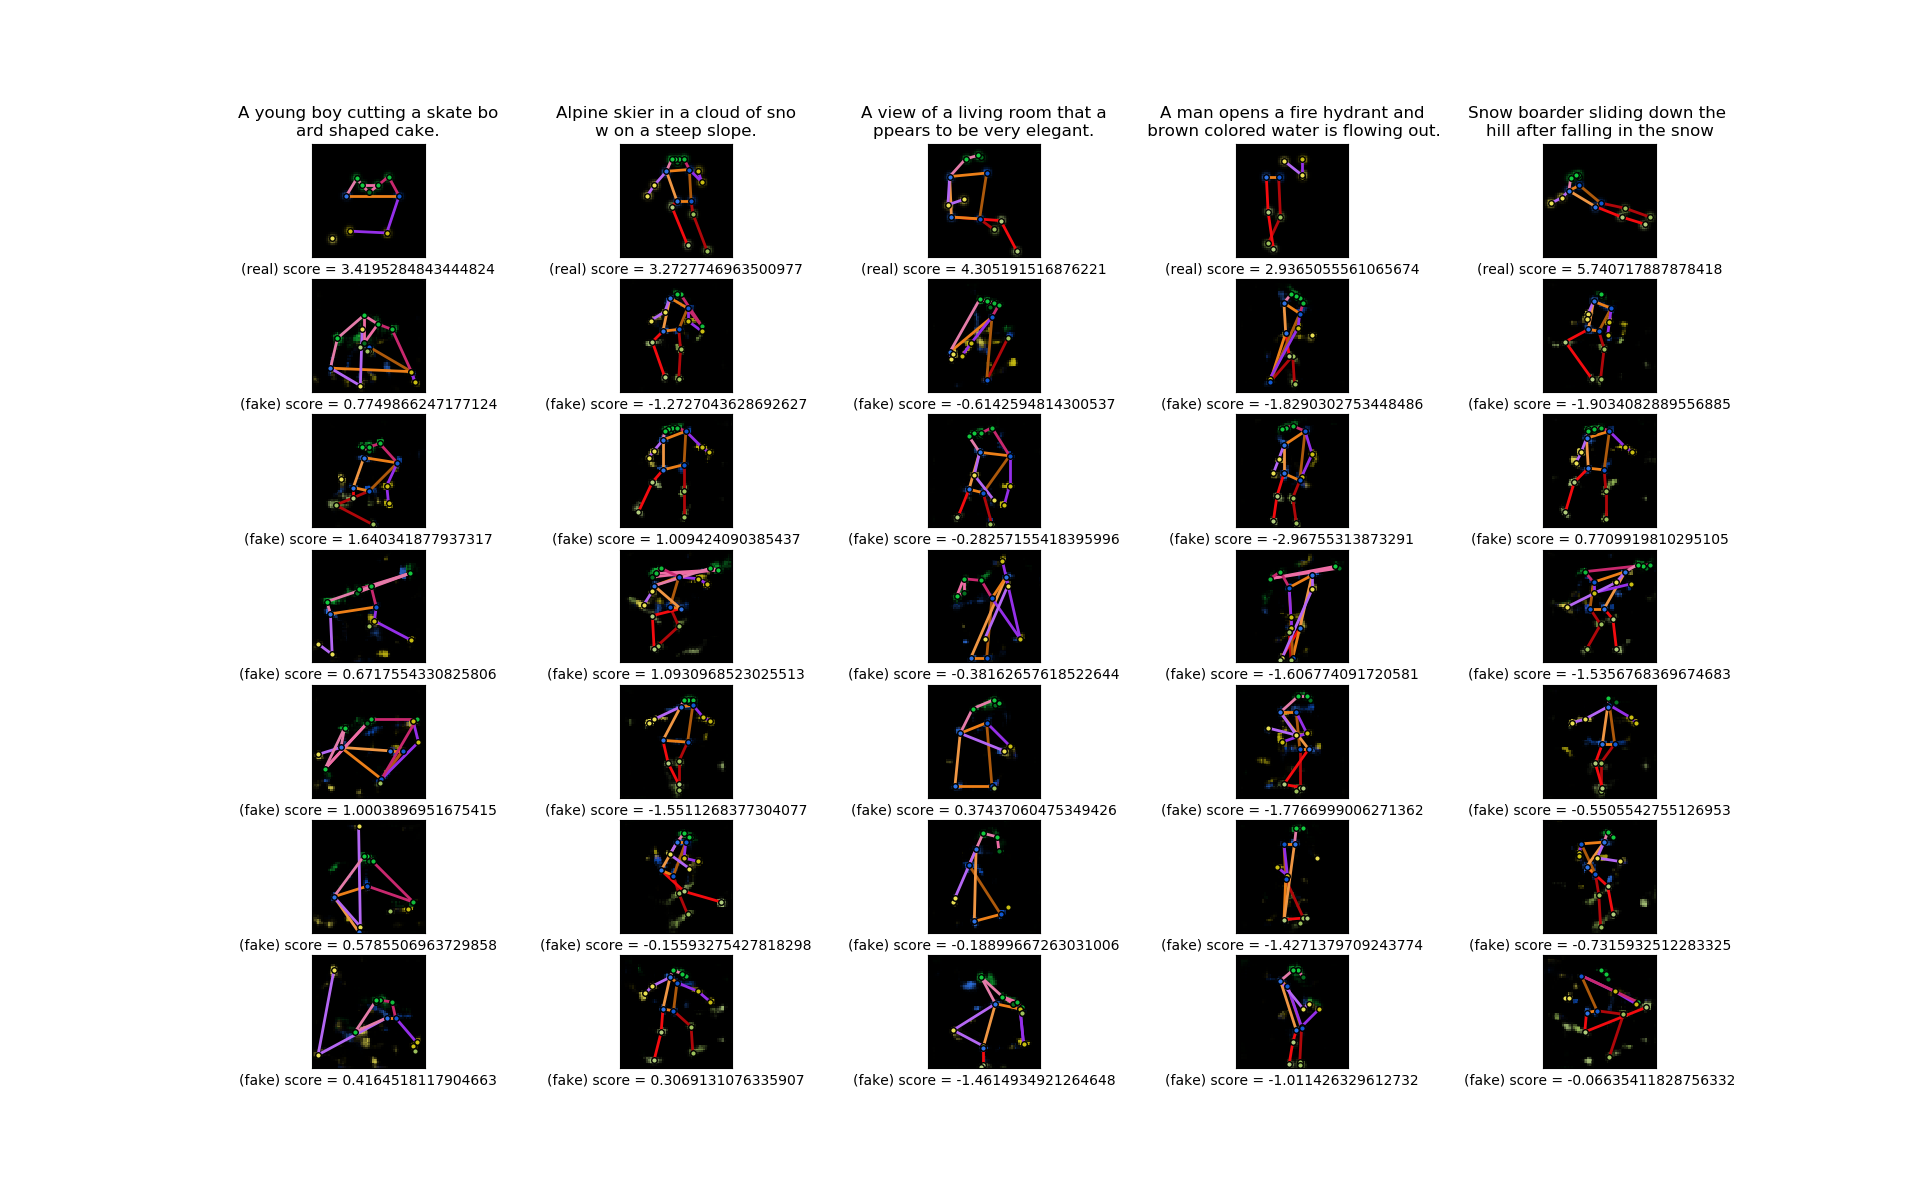 A young boy cutting a skate bo
ard shaped cake.
Alpine skier in a cloud of sno
w on a steep slope.
A view of a living room that a
ppears to be very elegant.
A man opens a fire hydrant and
brown colored water is flowing out.
Snow boarder sliding down the
hill after falling in the snow
(real) score = 3.4195284843444824
(real) score = 3.2727746963500977
(real) score = 4.305191516876221
(real) score = 2.9365055561065674
(real) score = 5.740717887878418
(fake) score = 0.7749866247177124
(fake) score = -1.2727043628692627
(fake) score = -0.6142594814300537
(fake) score = -1.8290302753448486
(fake) score = -1.9034082889556885
(fake) score = 1.640341877937317
(fake) score = 1.009424090385437
(fake) score = -0.28257155418395996
(fake) score = -2.96755313873291
(fake) score = 0.7709919810295105
(fake) score = 0.6717554330825806
(fake) score = 1.0930968523025513
(fake) score = -0.38162657618522644
(fake) score = -1.606774091720581
(fake) score = -1.5356768369674683
(fake) score = 1.0003896951675415
(fake) score = -1.5511268377304077
(fake) score = 0.37437060475349426
(fake) score = -1.7766999006271362
(fake) score = -0.5505542755126953
(fake) score = 0.5785506963729858
(fake) score = -0.15593275427818298
(fake) score = -0.18899667263031006
(fake) score = -1.4271379709243774
(fake) score = -0.7315932512283325
(fake) score = 0.4164518117904663
(fake) score = 0.3069131076335907
(fake) score = -1.4614934921264648
(fake) score = -1.011426329612732
(fake) score = -0.06635411828756332